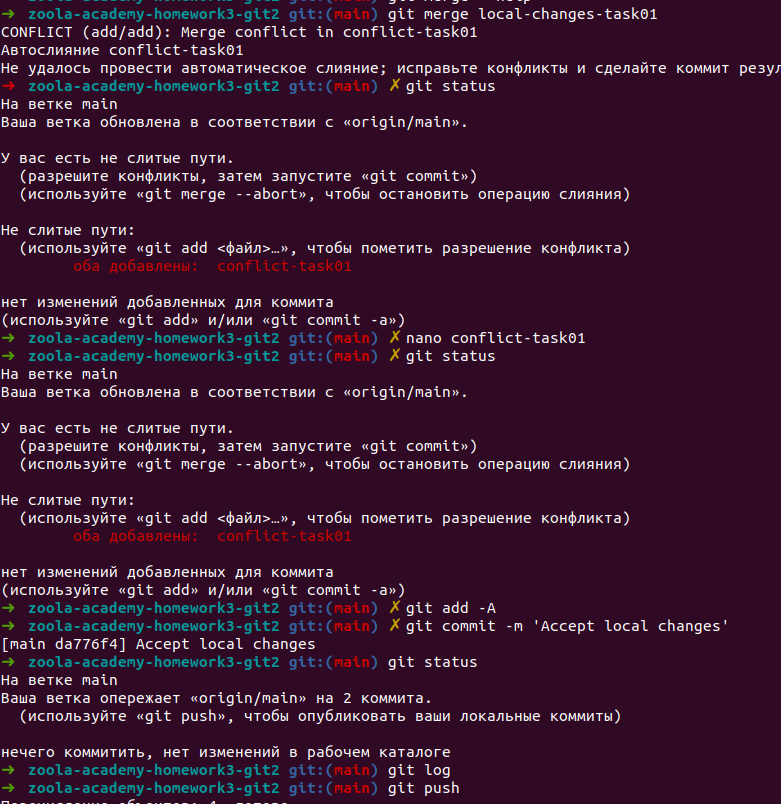 ➜ zoola-academy-homework3-git2 git:(main) git merge local-changes-task01
CONFLICT (add/add): Merge conflict in conflict-task01
Автослияние conflict-task01
Не удалось провести автоматическое слияние; исправьте конфликты и сделайте коммит резул
➜ zoola-academy-homework3-git2 git:(main) ✗ git status
На ветке main
Ваша ветка обновлена в соответствии с «origin/main».
У вас есть не слитые пути.
(разрешите конфликты, затем запустите «git commit»)
(используйте «git merge --abort», чтобы остановить операцию слияния)
Не слитые пути:
(используйте «git add <файл>…», чтобы пометить разрешение конфликта)
оба добавлены: conflict-task01
нет изменений добавленных для коммита
(используйте «git add» и/или «git commit -a»)
➜ zoola-academy-homework3-git2 git:(main) ✗ nano conflict-task01
➜ zoola-academy-homework3-git2 git:(main) ✗ git status
На ветке main
Ваша ветка обновлена в соответствии с «origin/main».
У вас есть не слитые пути.
(разрешите конфликты, затем запустите «git commit»)
(используйте «git merge --abort», чтобы остановить операцию слияния)
Не слитые пути:
(используйте «git add <файл>…», чтобы пометить разрешение конфликта)
оба добавлены: conflict-task01
нет изменений добавленных для коммита
(используйте «git add» и/или «git commit -a»)
➜ zoola-academy-homework3-git2 git:(main) ✗ git add -A
➜ zoola-academy-homework3-git2 git:(main) ✗ git commit -m 'Accept local changes'
[main da776f4] Accept local changes
➜ zoola-academy-homework3-git2 git:(main) git status
На ветке main
Ваша ветка опережает «origin/main» на 2 коммита.
(используйте «git push», чтобы опубликовать ваши локальные коммиты)
нечего коммитить, нет изменений в рабочем каталоге
➜ zoola-academy-homework3-git2 git:(main) git log
➜ zoola-academy-homework3-git2 git:(main) git push